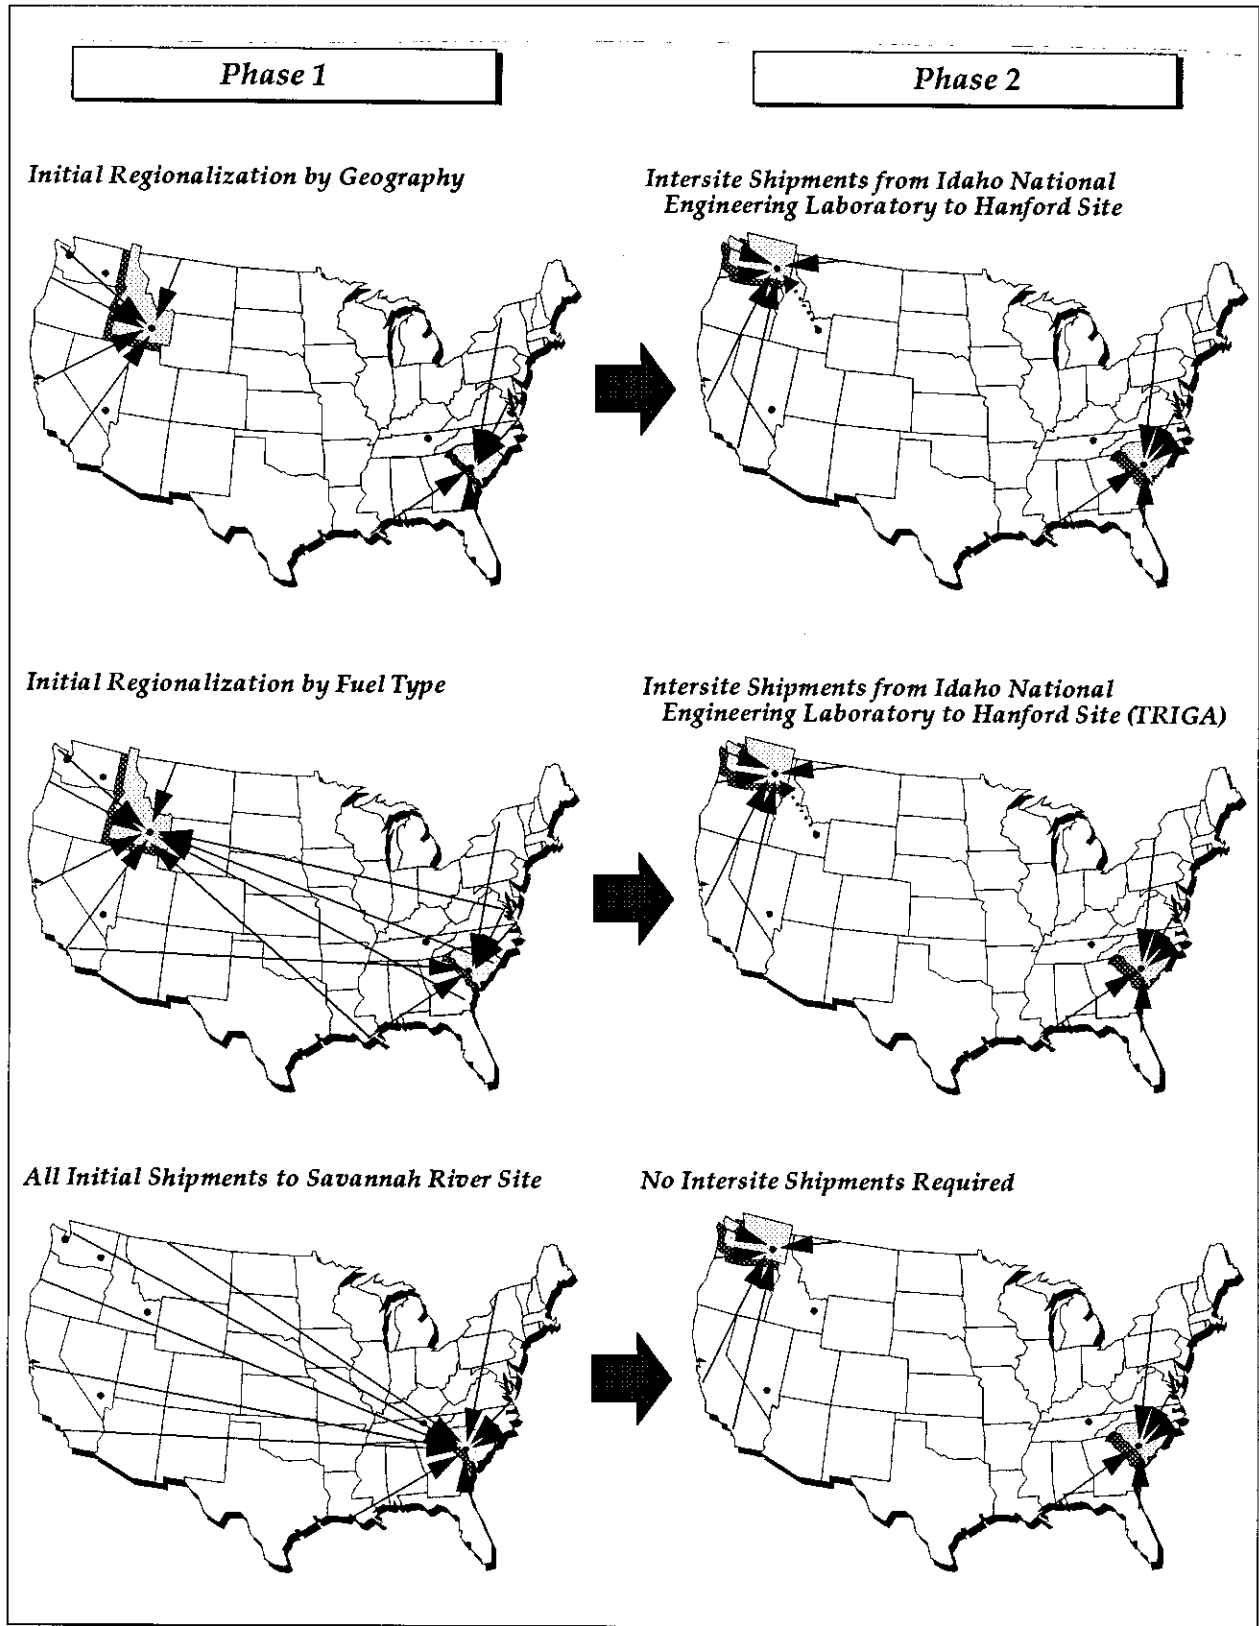 Phase 1
Phase 2
Initial Regionalization by Geography
Intersite Shipments from Idaho National
Engineering Laboratory to Hanford Site
Initial Regionalization by Fuel Type
Intersite Shipments from Idaho National
Engineering Laboratory to Hanford Site (TRIGA)
All Initial Shipments to Savannah River Site
No Intersite Shipments Required